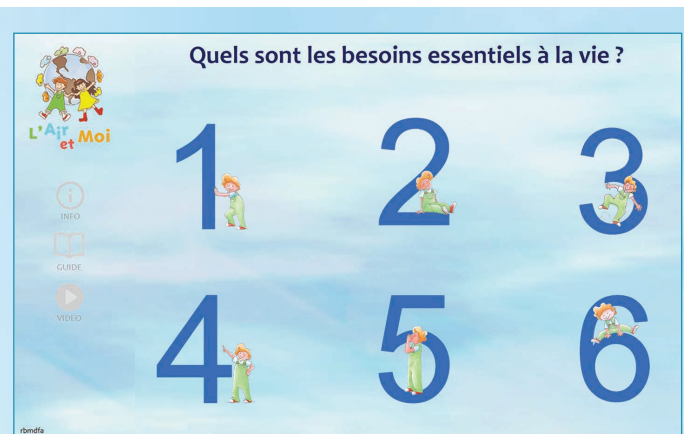 Quels sont les besoins essentiels à la vie ?
L'Air
et Moi
1 2 3
INFO
GUIDE
VIDEO
4 5 6
rbmdfa